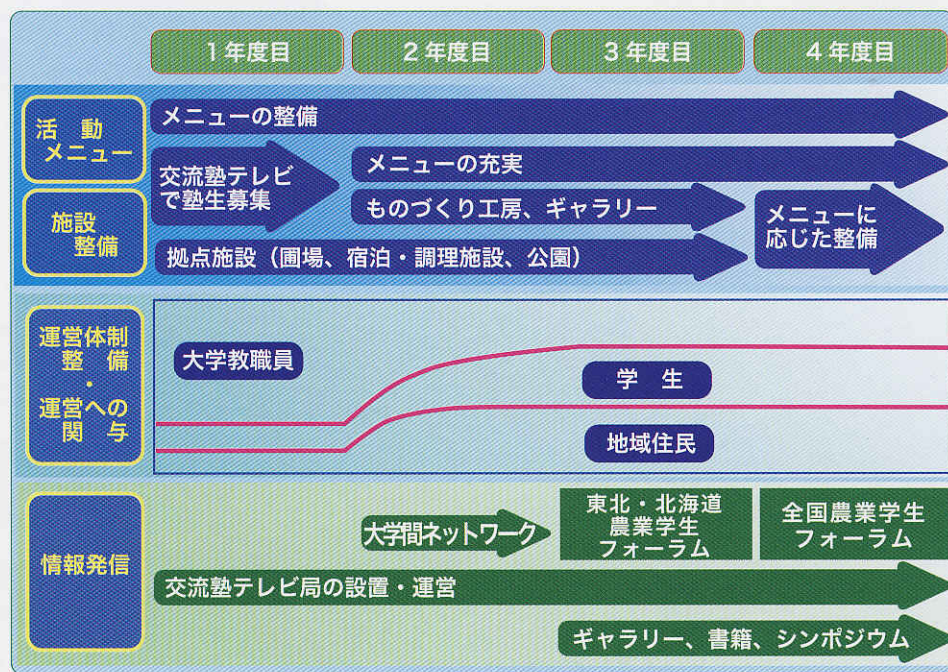 1年度目
2年度目
3年度目
4年度目
活動
メニュー
メニューの整備
交流塾テレビ
で塾生募集
メニューの充実
施設
整備
ものづくり工房、ギャラリー
メニューに
応じた整備
拠点施設（圃場、宿泊・調理施設、公園）
運営体制
整備
・
運営への
関与
大学教職員
学生
地域住民
情報発信
大学間ネットワーク
東北・北海道
農業学生
フォーラム
全国農業学生
フォーラム
交流塾テレビ局の設置・運営
ギャラリー、書籍、シンポジウム